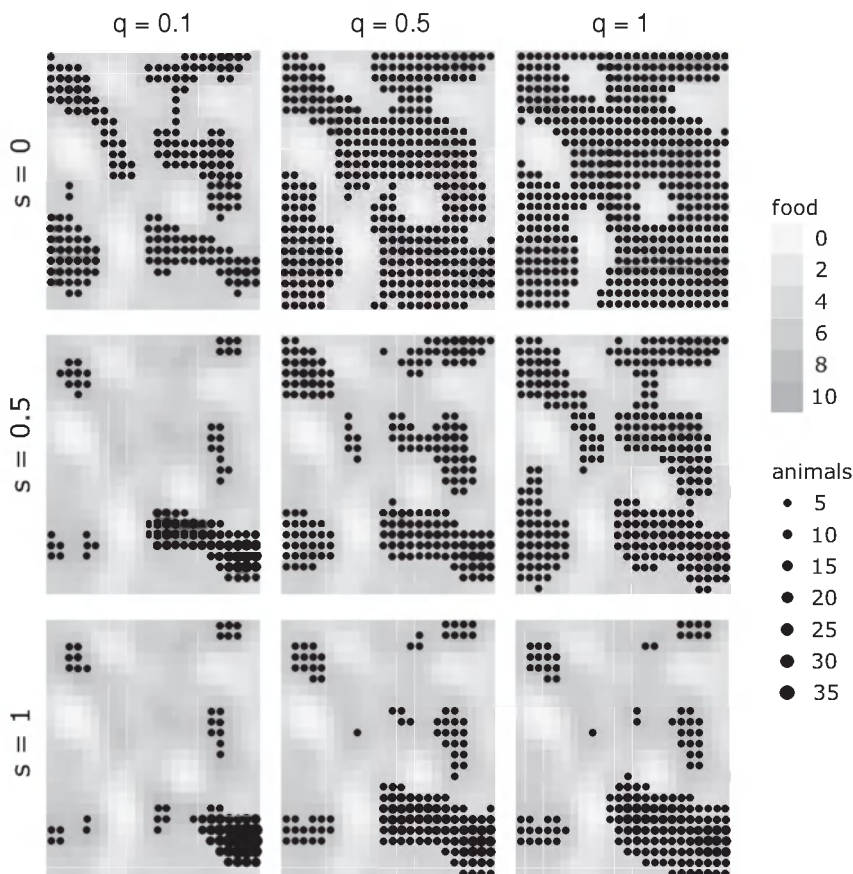 q = 0.1
q = 0.5
q = 1
s = 0
s = 0.5
s = 1
food
0
2
4
6
8
10
animals
5
10
15
20
25
30
35